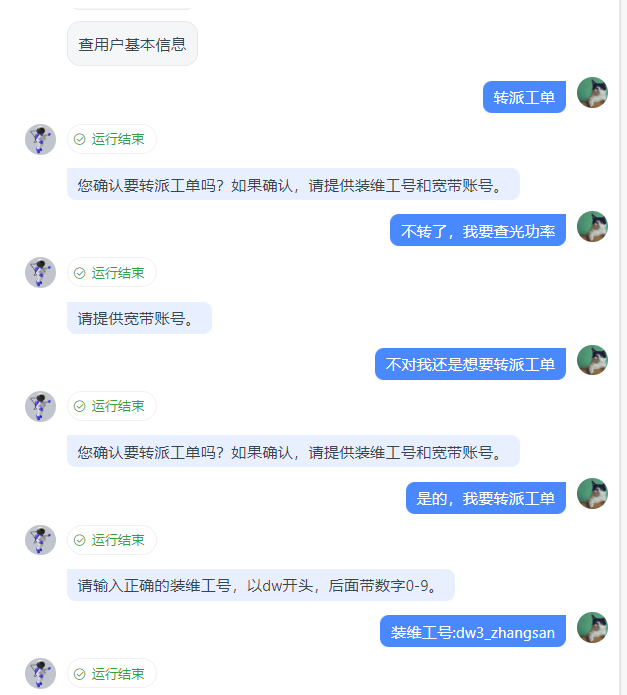 查用户基本信息
转派工单
运行结束
您确认要转派工单吗？如果确认，请提供装维工号和宽带账号。
不转了，我要查光功率
运行结束
请提供宽带账号。
不对我还是想要转派工单
运行结束
您确认要转派工单吗？如果确认，请提供装维工号和宽带账号。
是的，我要转派工单
运行结束
请输入正确的装维工号，以dw开头，后面带数字0-9。
装维工号:dw3_zhangsan
运行结束